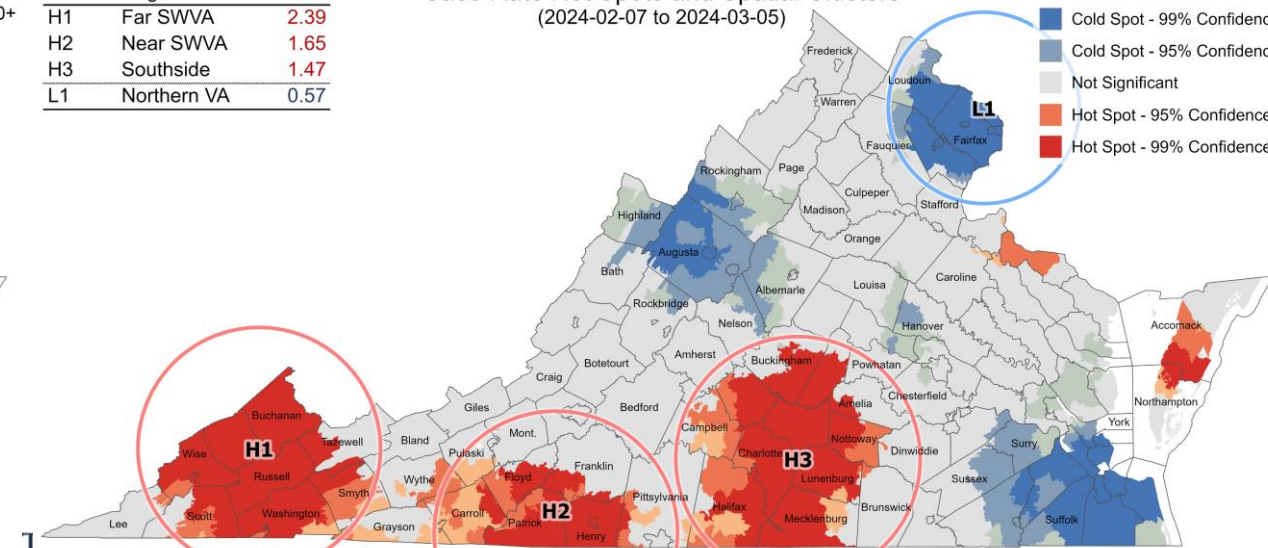 0+
H1 Far SWVA 2.39
H2 Near SWVA 1.65
H3 Southside 1.47
L1 Northern VA 0.57
(2024-02-07 to 2024-03-05)
Cold Spot - 99% Confidenc
Cold Spot - 95% Confidenc
Not Significant
Hot Spot - 95% Confidence
Hot Spot - 99% Confidence
Frederick
Loudoun
Warren
L1
Fairfax
Fauquier
Rockingham
Page
Culpeper
Stafford
Madison
Highland
Orange
Augusta
Bath
Caroline
Albemarle
Louisa
Rockbridge
Nelson
Hanover
Accomack
Amherst
Buckingham
Powhatan
Botetourt
Craig
Amelia
Chesterfield
Northampton
Giles
Bedford
Buchanan
Campbell
York
Mont.
Nottoway
Tazewell
Bland
Surry
Wise
H1
Pulaski
Charlotte
H3
Dinwiddie
Franklin
Russell
Wythe
Floyd
Lunenburg
Sussex
Smyth
Pittsylvania
Halifax
Brunswick
Scott
Washington
Carroll
H2
Mecklenburg
Suffolk
Lee
Grayson
Patrick
Henry